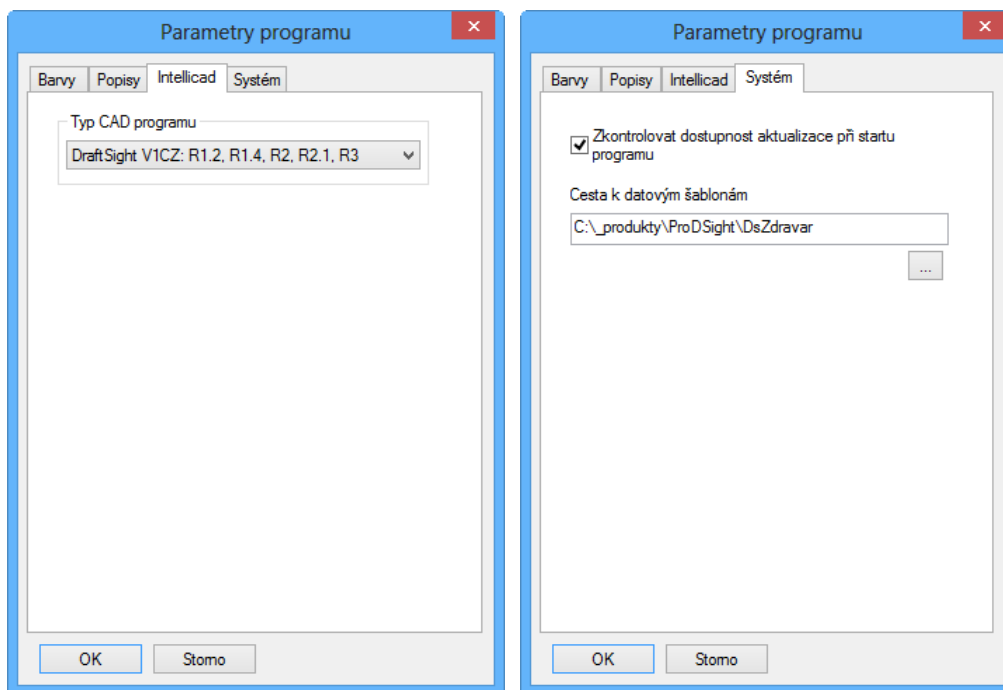 Parametry programu
Barvy Popisy Intellicad Systém
Typ CAD programu
DraftSight V1CZ: R1.2, R1.4, R2, R2.1, R3
OK Storno
Parametry programu
Barvy Popisy Intellicad Systém
Zkontrolovat dostupnost aktualizace při startu
programu
Cesta k datovým šablonám
C:\_produkty\ProDSight\DsZdravar
...
OK Storno